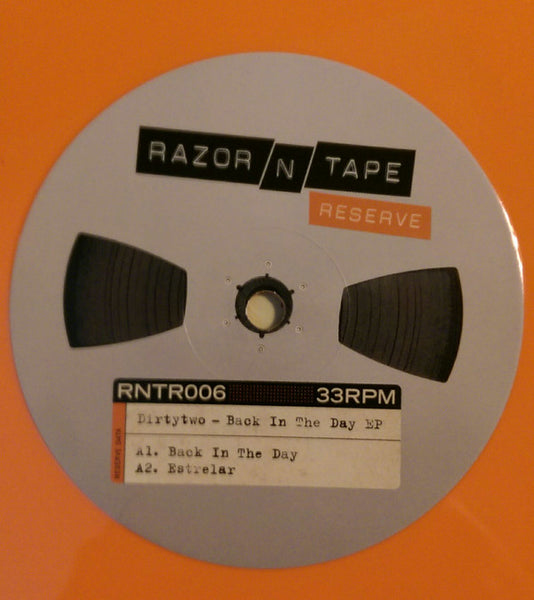 RAZOR N TAPE
RESERVE
RNTR006 33RPM
Dirtytwo - Back In The Day EP
A1. Back In The Day
A2. Estrelar